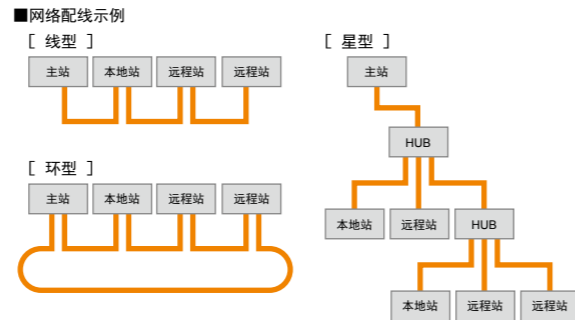 ■网络配线示例
[ 线型 ]
主站 本地站 远程站 远程站
[ 环型 ]
主站 本地站 远程站 远程站
[ 星型 ]
主站
HUB
本地站 远程站 HUB
本地站 远程站 远程站